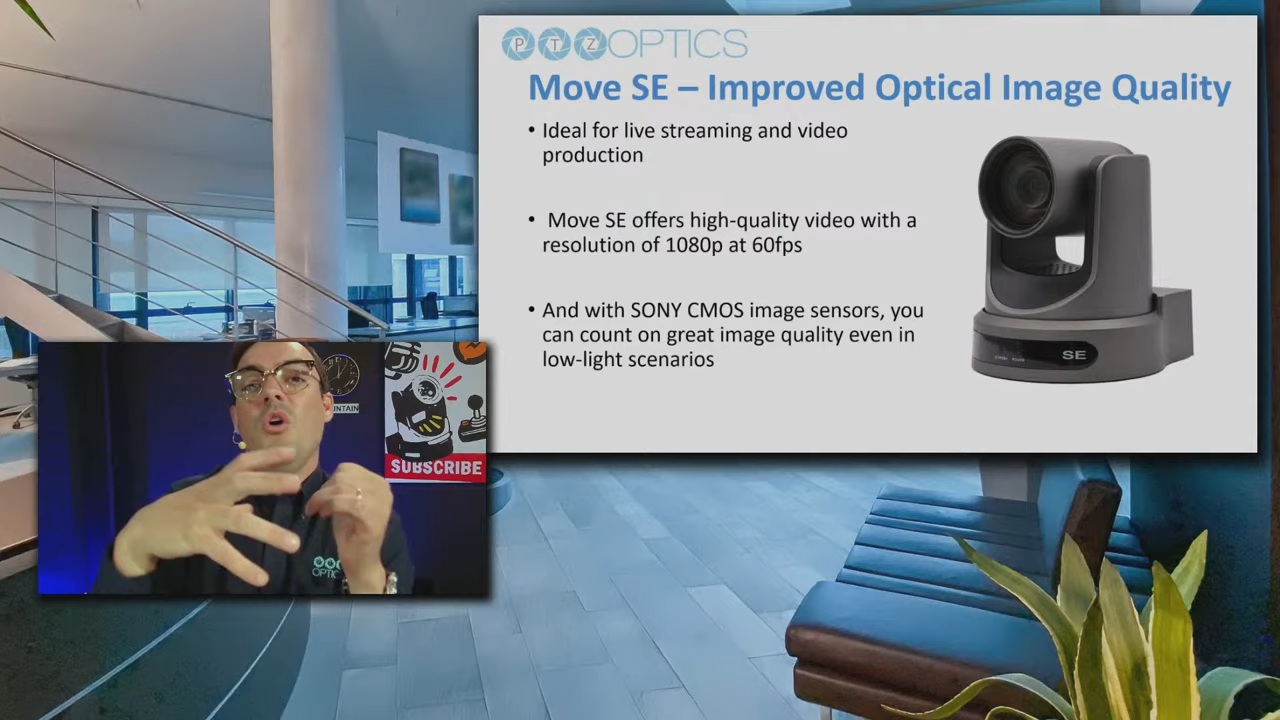 PTZOPTICS
Move SE – Improved Optical Image Quality
• Ideal for live streaming and video
production
• Move SE offers high-quality video with a
resolution of 1080p at 60fps
• And with SONY CMOS image sensors, you
can count on great image quality even in
low-light scenarios
SE
UNTAIN
SUBSCRIBE
OPTIC